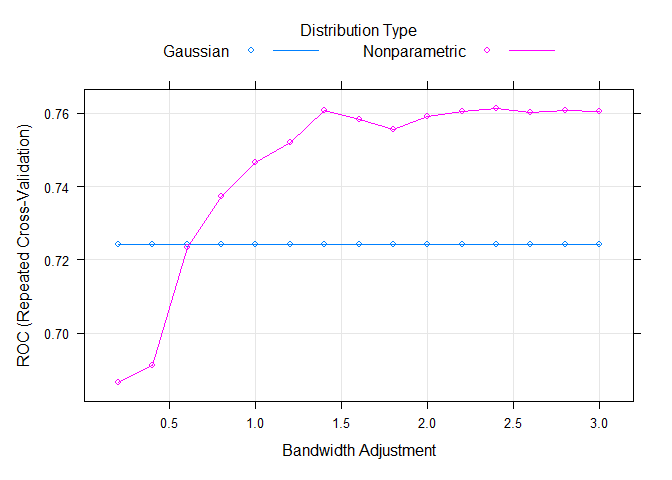 Distribution Type
Gaussian Nonparametric
0.76
0.74
0.72
0.70
ROC (Repeated Cross-Validation)
0.5 1.0 1.5 2.0 2.5 3.0
Bandwidth Adjustment